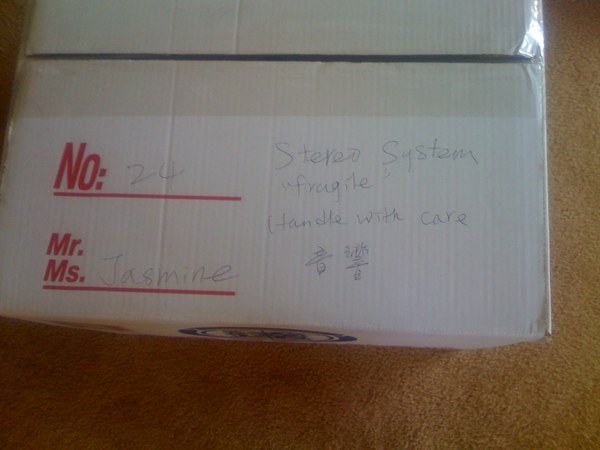 No: 24
Mr.
Ms. Jasmine
Stereo System
"fragile"
Handle with care
音響